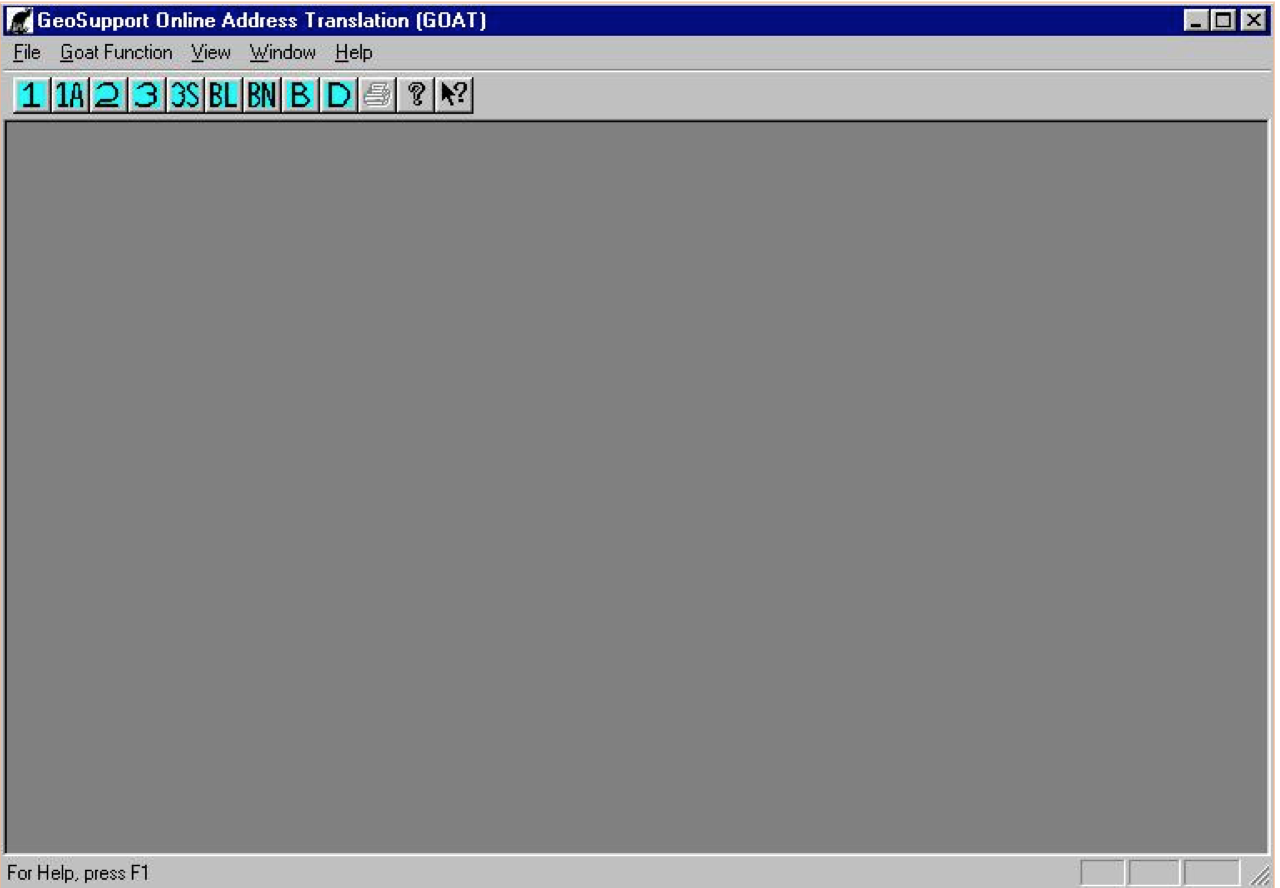 GeoSupport Online Address Translation (GOAT)
File Goat Function View Window Help
1 1A 2 3 3S BL BN B D ? ?
For Help, press F1